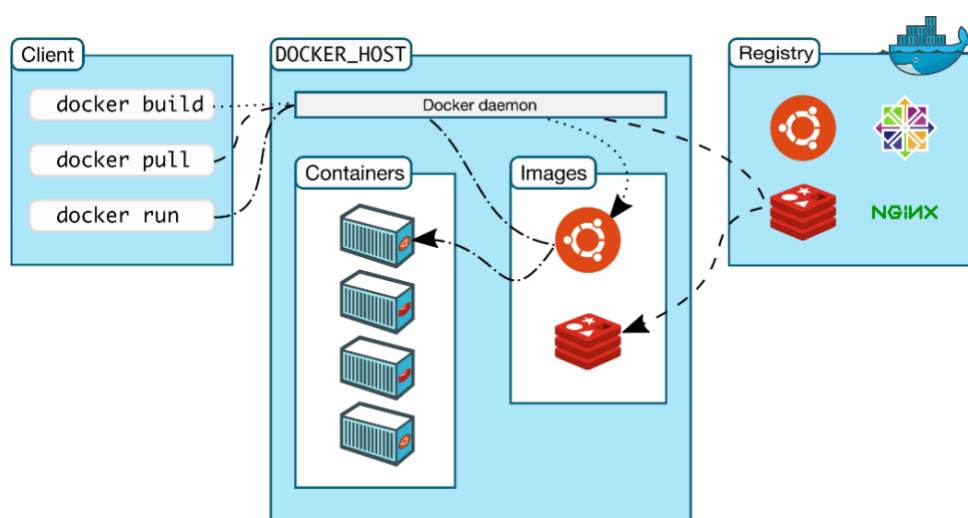 Client
docker build
docker pull
docker run
DOCKER_HOST
Docker daemon
Containers
Images
Registry
NGINX